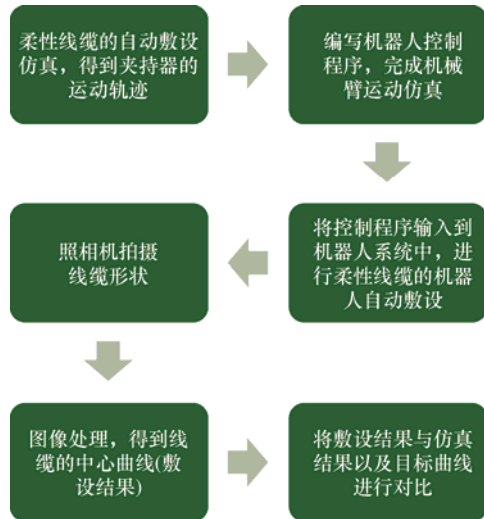 柔性线缆的自动敷设
仿真，得到夹持器的
运动轨迹
编写机器人控制
程序，完成机械
臂运动仿真
将控制程序输入到
机器人系统中，进
行柔性线缆的机器
人自动敷设
照相机拍摄
线缆形状
图像处理，得到线
缆的中心曲线(敷
设结果)
将敷设结果与仿真
结果以及目标曲线
进行对比